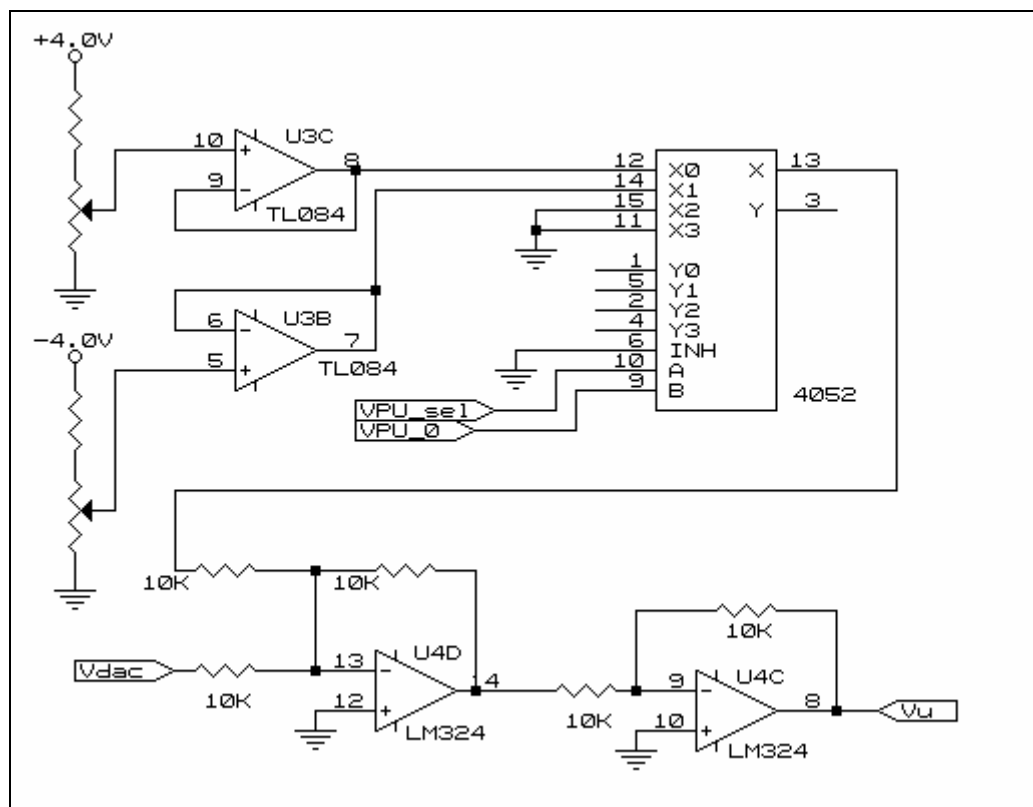 +4.0V
10
U3C
8
9
TL084
12
X0
X
13
14
X1
15
X2
Y
3
11
X3
1
Y0
5
Y1
2
Y2
4
Y3
6
INH
10
A
9
B
4052
-4.0V
6
U3B
7
5
TL084
VPU_sel
VPU_0
10K
10K
10K
Vdac
10K
13
U4D
14
12
LM324
10K
9
U4C
8
Vu
10
LM324